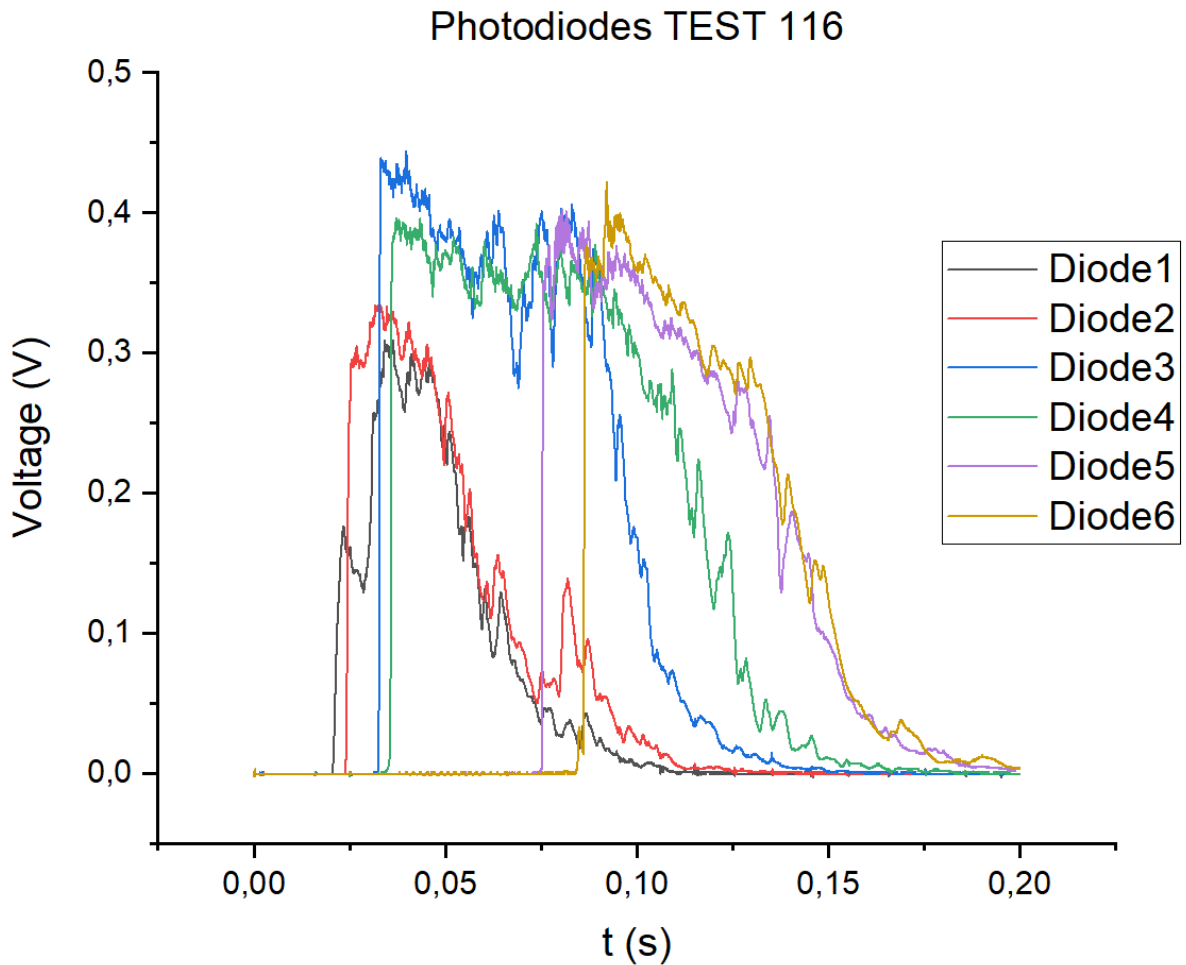 Photodiodes TEST 116
0,5
0,4
0,3
0,2
0,1
0,0
Voltage (V)
Diode1
Diode2
Diode3
Diode4
Diode5
Diode6
0,00 0,05 0,10 0,15 0,20
t (s)